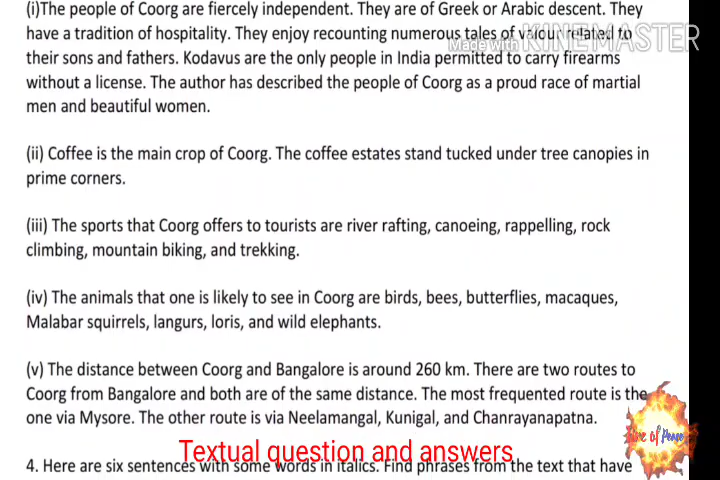 (i)The people of Coorg are fiercely independent. They are of Greek or Arabic descent. They
have a tradition of hospitality. They enjoy recounting numerous tales of valour related to
Made with KINEMASTER
their sons and fathers. Kodavus are the only people in India permitted to carry firearms
without a license. The author has described the people of Coorg as a proud race of martial
men and beautiful women.
(ii) Coffee is the main crop of Coorg. The coffee estates stand tucked under tree canopies in
prime corners.
(iii) The sports that Coorg offers to tourists are river rafting, canoeing, rappelling, rock
climbing, mountain biking, and trekking.
(iv) The animals that one is likely to see in Coorg are birds, bees, butterflies, macaques,
Malabar squirrels, langurs, loris, and wild elephants.
(v) The distance between Coorg and Bangalore is around 260 km. There are two routes to
Coorg from Bangalore and both are of the same distance. The most frequented route is the
one via Mysore. The other route is via Neelamangal, Kunigal, and Chanrayanapatna.
of Peace
Textual question and answers
4. Here are six sentences with some words in italics. Find phrases from the text that have